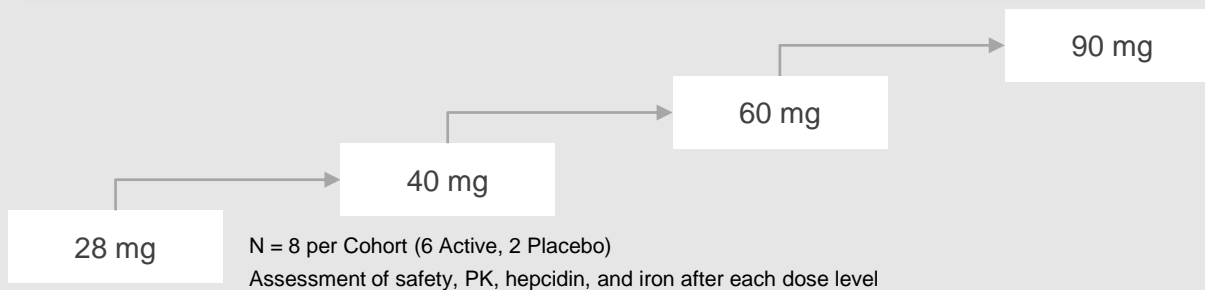 90 mg
60 mg
40 mg
28 mg
N = 8 per Cohort (6 Active, 2 Placebo)
Assessment of safety, PK, hepcidin, and iron after each dose level